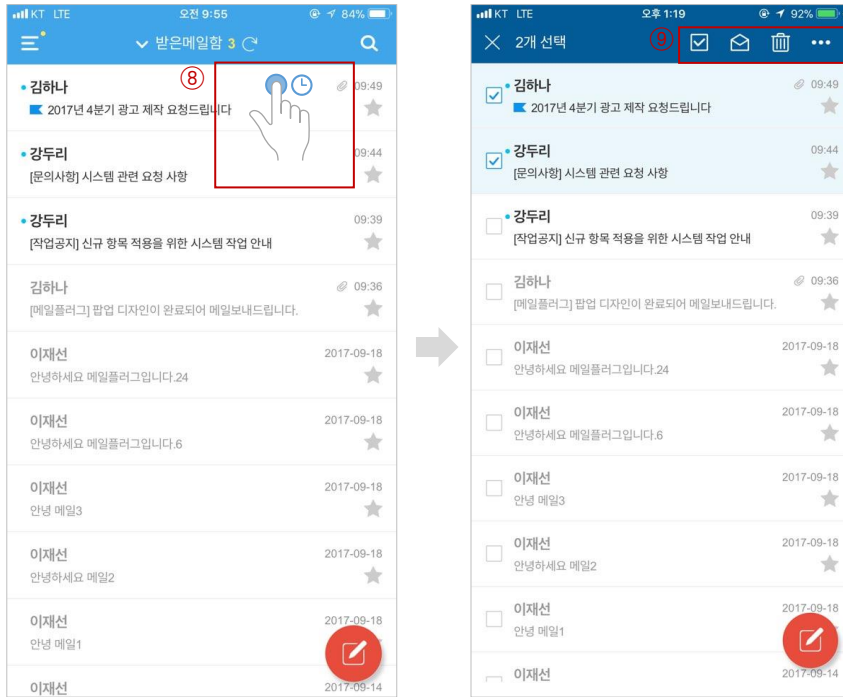 KT LTE 오전 9:55 84%
받은메일함 3
⑧
김하나 09:49
2017년 4분기 광고 제작 요청드립니다
강두리 09:44
[문의사항] 시스템 관련 요청 사항
강두리 09:39
[작업공지] 신규 항목 적용을 위한 시스템 작업 안내
김하나 09:36
[메일플러그] 팝업 디자인이 완료되어 메일보내드립니다.
이재선 2017-09-18
안녕하세요 메일플러그입니다.24
이재선 2017-09-18
안녕하세요 메일플러그입니다.6
이재선 2017-09-18
안녕 메일3
이재선 2017-09-18
안녕하세요 메일2
이재선 2017-09-18
안녕 메일1
이재선 2017-09-14
KT LTE 오후 1:19 92%
2개 선택 ⑨
김하나 09:49
2017년 4분기 광고 제작 요청드립니다
강두리 09:44
[문의사항] 시스템 관련 요청 사항
강두리 09:39
[작업공지] 신규 항목 적용을 위한 시스템 작업 안내
김하나 09:36
[메일플러그] 팝업 디자인이 완료되어 메일보내드립니다.
이재선 2017-09-18
안녕하세요 메일플러그입니다.24
이재선 2017-09-18
안녕하세요 메일플러그입니다.6
이재선 2017-09-18
안녕 메일3
이재선 2017-09-18
안녕하세요 메일2
이재선 2017-09-18
안녕 메일1
이재선 2017-09-14